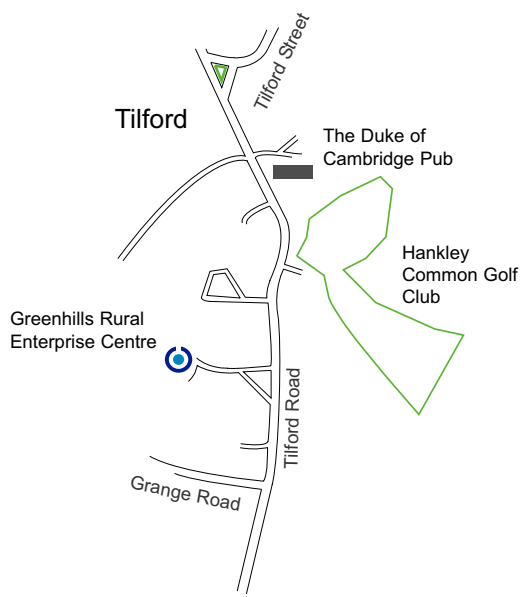 Tilford Street
Tilford
The Duke of
Cambridge Pub
Hankley
Common Golf
Club
Greenhills Rural
Enterprise Centre
Tilford Road
Grange Road